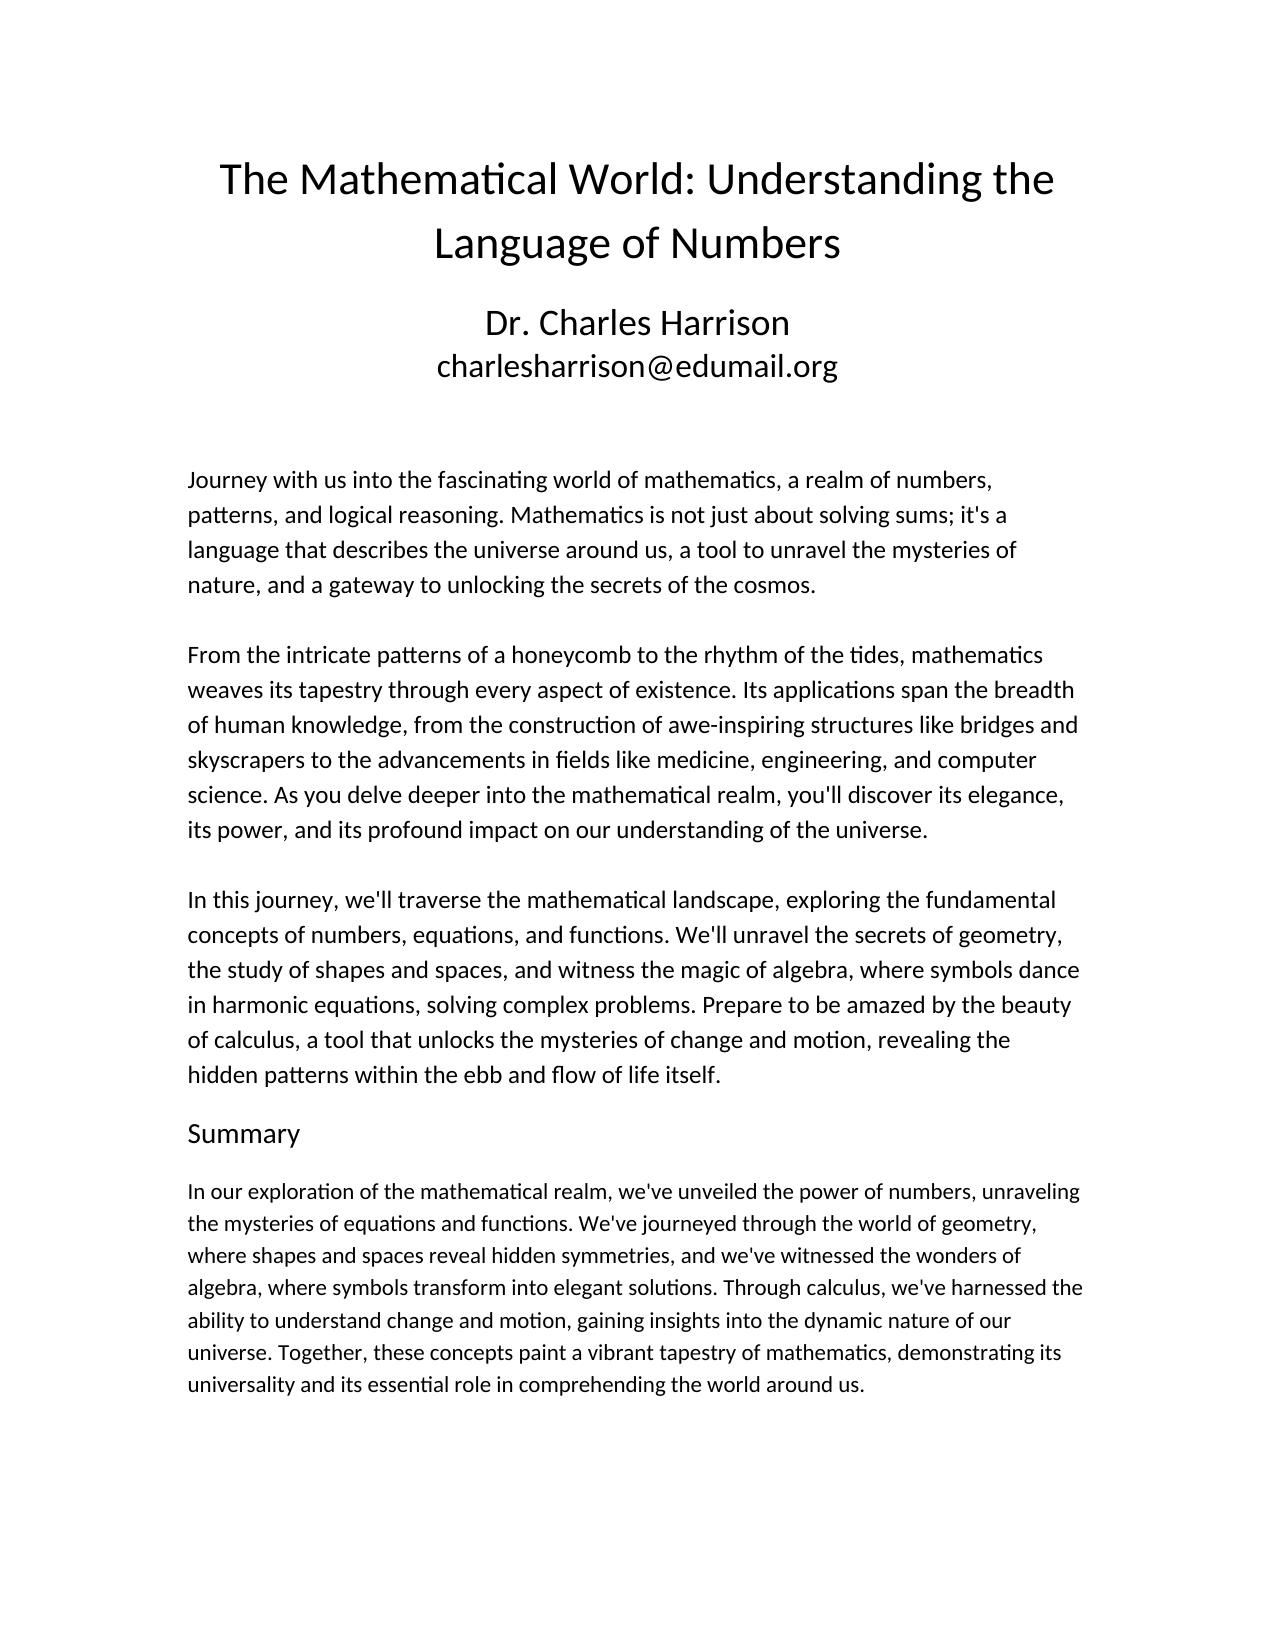 The Mathematical World: Understanding the
Language of Numbers
Dr. Charles Harrison
charlesharrison@edumail.org
Journey with us into the fascinating world of mathematics, a realm of numbers,
patterns, and logical reasoning. Mathematics is not just about solving sums; it's a
language that describes the universe around us, a tool to unravel the mysteries of
nature, and a gateway to unlocking the secrets of the cosmos.
From the intricate patterns of a honeycomb to the rhythm of the tides, mathematics
weaves its tapestry through every aspect of existence. Its applications span the breadth
of human knowledge, from the construction of awe-inspiring structures like bridges and
skyscrapers to the advancements in fields like medicine, engineering, and computer
science. As you delve deeper into the mathematical realm, you'll discover its elegance,
its power, and its profound impact on our understanding of the universe.
In this journey, we'll traverse the mathematical landscape, exploring the fundamental
concepts of numbers, equations, and functions. We'll unravel the secrets of geometry,
the study of shapes and spaces, and witness the magic of algebra, where symbols dance
in harmonic equations, solving complex problems. Prepare to be amazed by the beauty
of calculus, a tool that unlocks the mysteries of change and motion, revealing the
hidden patterns within the ebb and flow of life itself.
Summary
In our exploration of the mathematical realm, we've unveiled the power of numbers, unraveling
the mysteries of equations and functions. We've journeyed through the world of geometry,
where shapes and spaces reveal hidden symmetries, and we've witnessed the wonders of
algebra, where symbols transform into elegant solutions. Through calculus, we've harnessed the
ability to understand change and motion, gaining insights into the dynamic nature of our
universe. Together, these concepts paint a vibrant tapestry of mathematics, demonstrating its
universality and its essential role in comprehending the world around us.